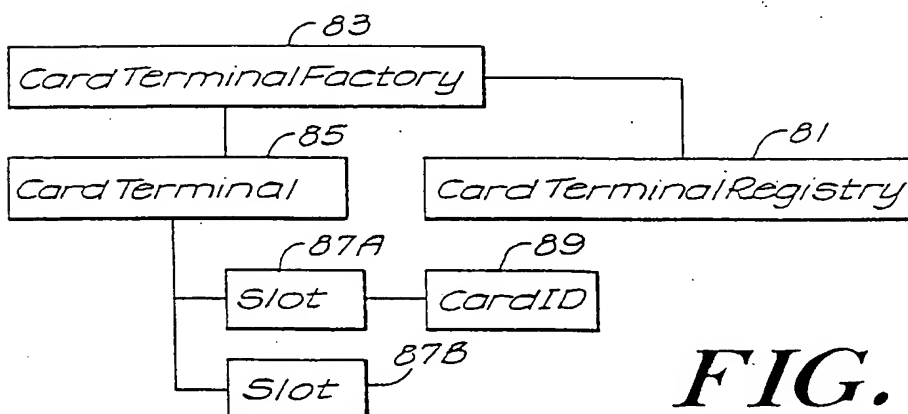 83
CardTerminalFactory
85
CardTerminal
81
CardTerminalRegistry
87A
Slot
89
CardID
87B
Slot
FIG.